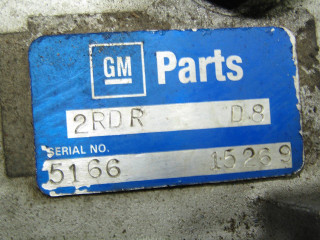 GM Parts
2RDR D8
SERIAL NO.
5166 15269